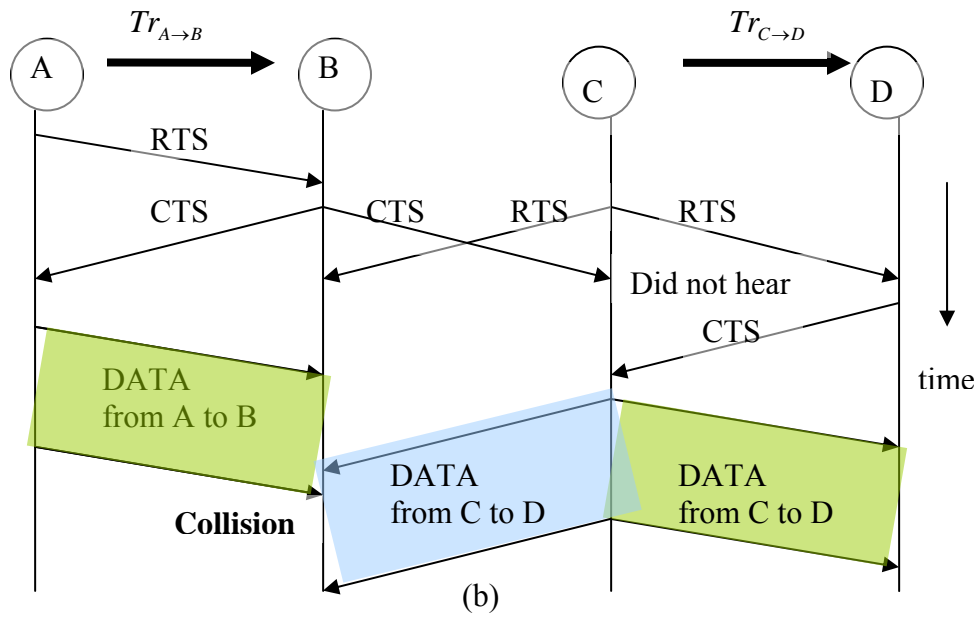 Tr A→B
Tr C→D
A
B
C
D
RTS
CTS
CTS
RTS
RTS
Did not hear
CTS
time
DATA
from A to B
DATA
from C to D
DATA
from C to D
Collision
(b)